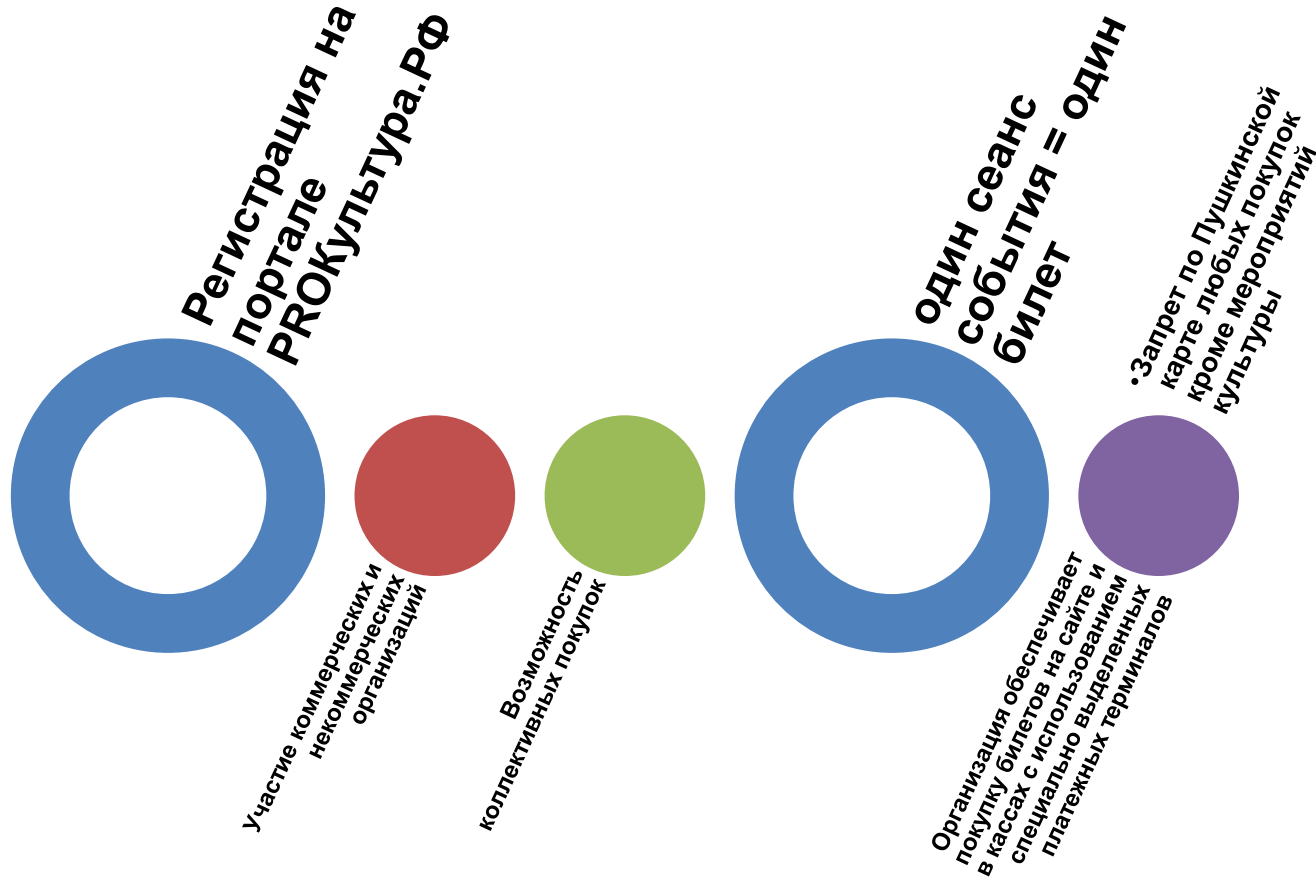 Регистрация на
портале
PROКультура.РФ
Участие коммерческих и
некоммерческих
организаций
Возможность
коллективных покупок
один сеанс
события = один
билет
•Запрет по Пушкинской
карте любых покупок
кроме мероприятий
культуры
Организация обеспечивает
покупку билетов на сайте и
в кассах с использованием
специально выделенных
платежных терминалов